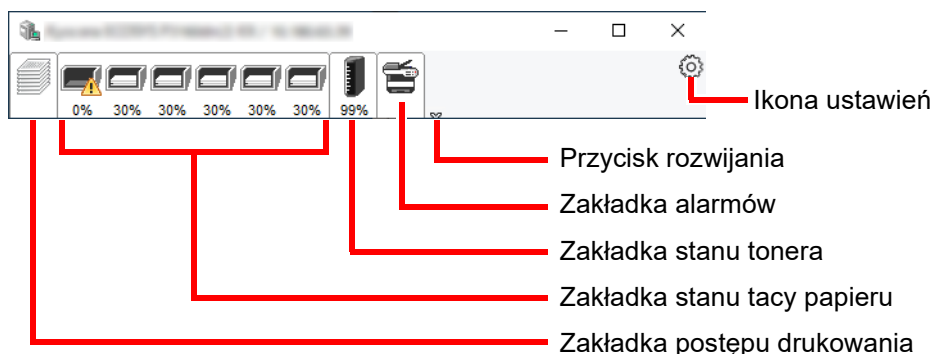 0% 30% 30% 30% 30% 30% 99%
Ikona ustawień
Przycisk rozwijania
Zakładka alarmów
Zakładka stanu tonera
Zakładka stanu tacy papieru
Zakładka postępu drukowania